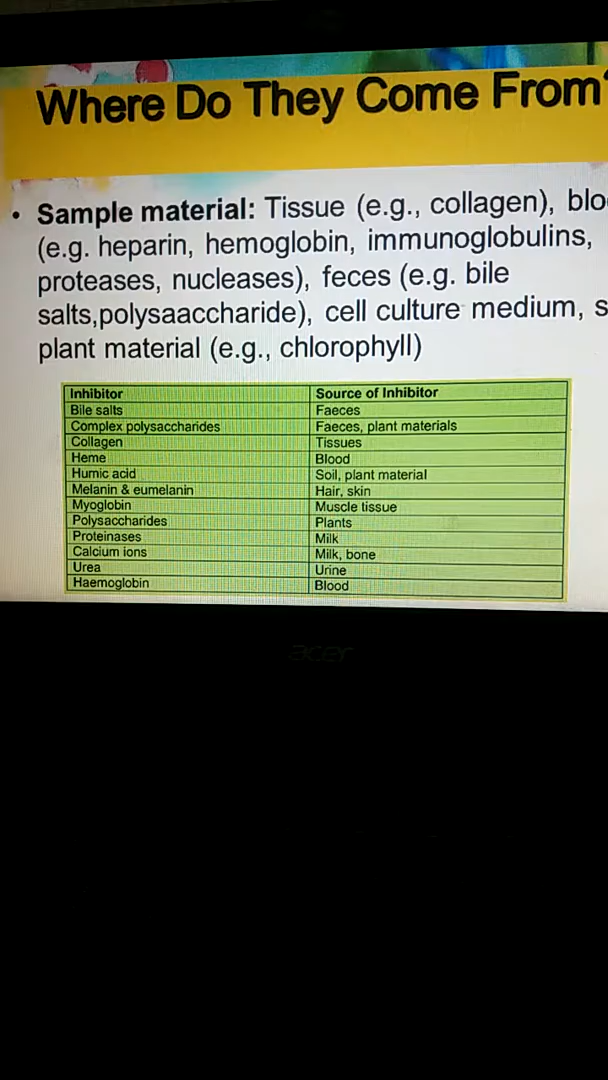 Where Do They Come From?
• Sample material: Tissue (e.g., collagen),
(e.g. heparin, hemoglobin, immunoglobulins,
proteases, nucleases), feces (e.g. bile
salts,polysaaccharide), cell culture medium,
plant material (e.g., chlorophyll)
Inhibitor Source of Inhibitor
Bile salts Faeces
Complex polysaccharides Faeces, plant materials
Collagen Tissues
Heme Blood
Humic acid Soil, plant material
Melanin & eumelanin Hair, skin
Myoglobin Muscle tissue
Polysaccharides Plants
Proteinases Milk
Calcium ions Milk, bone
Urea Urine
Haemoglobin Blood
acer